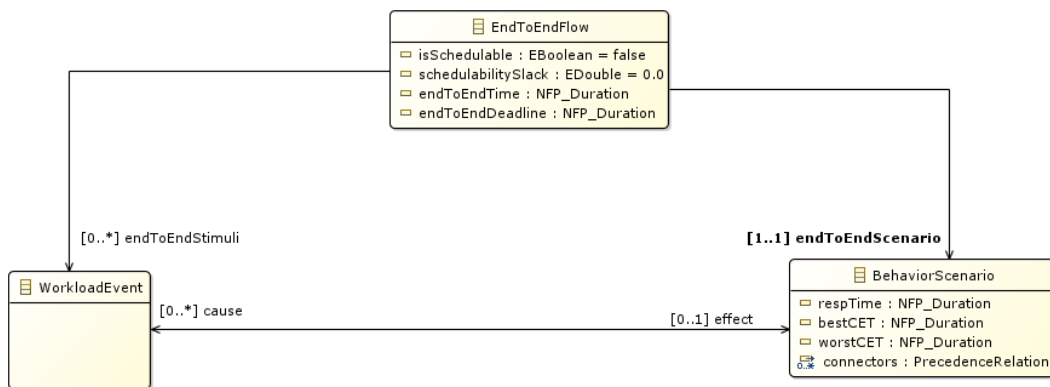 EndToEndFlow
isSchedulable : EBoolean = false
schedulabilitySlack : EDouble = 0.0
endToEndTime : NFP_Duration
endToEndDeadline : NFP_Duration
[0..*] endToEndStimuli
[1..1] endToEndScenario
WorkloadEvent
BehaviorScenario
[0..*] cause
[0..1] effect
respTime : NFP_Duration
bestCET : NFP_Duration
worstCET : NFP_Duration
0..* connectors : PrecedenceRelation